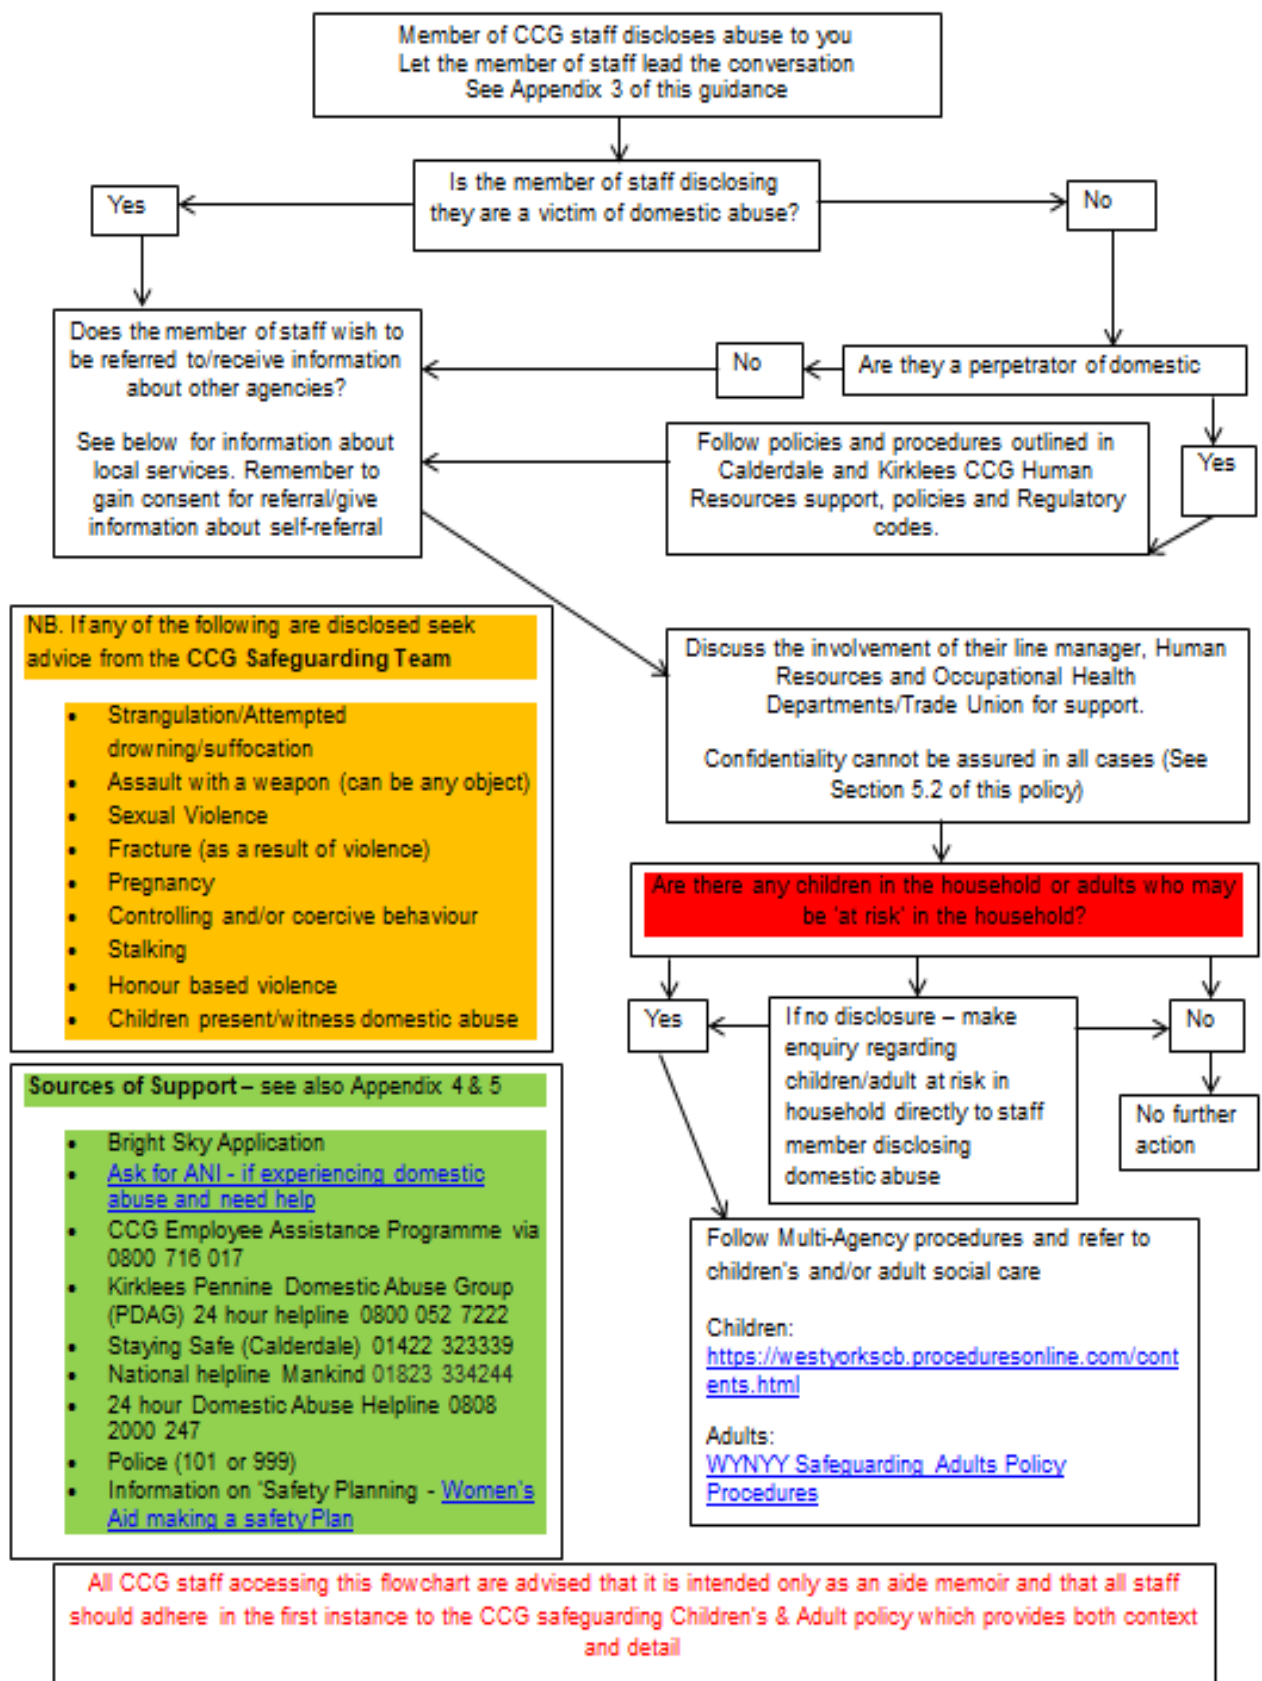 Member of CCG staff discloses abuse to you
Let the member of staff lead the conversation
See Appendix 3 of this guidance
Is the member of staff disclosing
they are a victim of domestic abuse?
Yes
No
Does the member of staff wish to
be referred to/receive information
about other agencies?
See below for information about
local services. Remember to
gain consent for referral/give
information about self-referral
No
Are they a perpetrator of domestic
Yes
Follow policies and procedures outlined in
Calderdale and Kirklees CCG Human
Resources support, policies and Regulatory
codes.
NB. If any of the following are disclosed seek
advice from the CCG Safeguarding Team
• Strangulation/Attempted
drowning/suffocation
• Assault with a weapon (can be any object)
• Sexual Violence
• Fracture (as a result of violence)
• Pregnancy
• Controlling and/or coercive behaviour
• Stalking
• Honour based violence
• Children present/witness domestic abuse
Discuss the involvement of their line manager, Human
Resources and Occupational Health
Departments/Trade Union for support.
Confidentiality cannot be assured in all cases (See
Section 5.2 of this policy)
Are there any children in the household or adults who may
be 'at risk' in the household?
Yes
If no disclosure – make
enquiry regarding
children/adult at risk in
household directly to staff
member disclosing
domestic abuse
No
No further
action
Sources of Support – see also Appendix 4 & 5
• Bright Sky Application
• Ask for ANI - if experiencing domestic
abuse and need help
• CCG Employee Assistance Programme via
0800 716 017
• Kirklees Pennine Domestic Abuse Group
(PDAG) 24 hour helpline 0800 052 7222
• Staying Safe (Calderdale) 01422 323339
• National helpline Mankind 01823 334244
• 24 hour Domestic Abuse Helpline 0808
2000 247
• Police (101 or 999)
• Information on "Safety Planning - Women's
Aid making a safety Plan
Follow Multi-Agency procedures and refer to
children's and/or adult social care
Children:
https://westyorkscb.proceduresonline.com/cont
ents.html
Adults:
WYNYY Safeguarding Adults Policy
Procedures
All CCG staff accessing this flowchart are advised that it is intended only as an aide memoir and that all staff
should adhere in the first instance to the CCG safeguarding Children's & Adult policy which provides both context
and detail